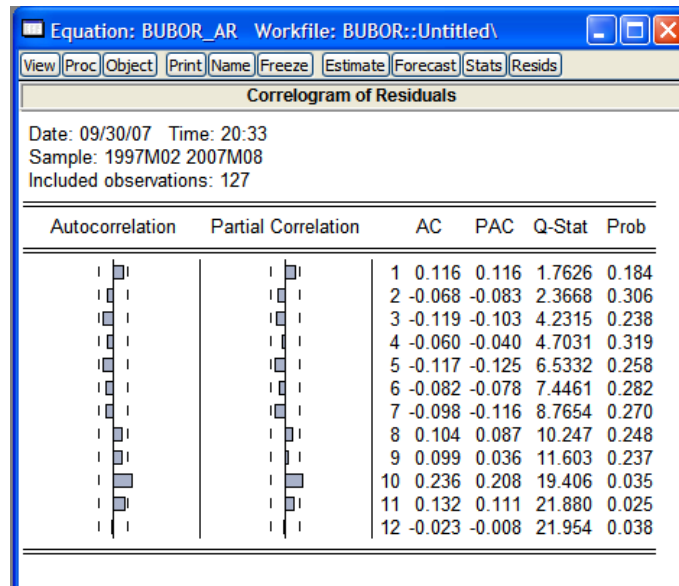 Equation: BUBOR_AR Workfile: BUBOR::Untitled\
View Proc Object Print Name Freeze Estimate Forecast Stats Resids
Correlogram of Residuals
Date: 09/30/07 Time: 20:33
Sample: 1997M02 2007M08
Included observations: 127
Autocorrelation Partial Correlation AC PAC Q-Stat Prob
1 0.116 0.116 1.7626 0.184
2 -0.068 -0.083 2.3668 0.306
3 -0.119 -0.103 4.2315 0.238
4 -0.060 -0.040 4.7031 0.319
5 -0.117 -0.125 6.5332 0.258
6 -0.082 -0.078 7.4461 0.282
7 -0.098 -0.116 8.7654 0.270
8 0.104 0.087 10.247 0.248
9 0.099 0.036 11.603 0.237
10 0.236 0.208 19.406 0.035
11 0.132 0.111 21.880 0.025
12 -0.023 -0.008 21.954 0.038